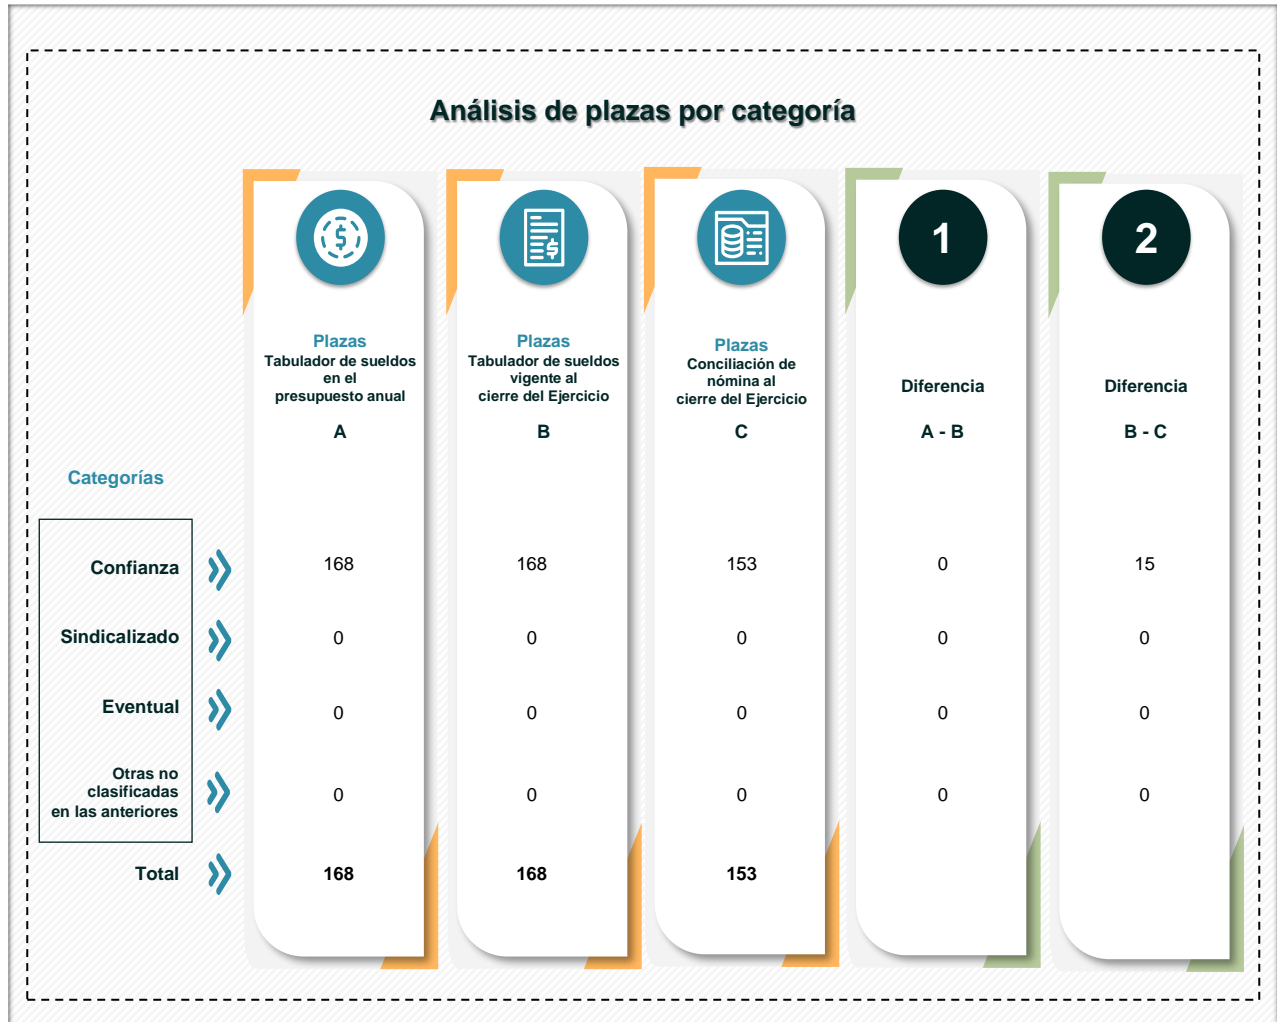 Análisis de plazas por categoría
Plazas
Tabulador de sueldos
en el
presupuesto anual
A
Plazas
Tabulador de sueldos
vigente al
cierre del Ejercicio
B
Plazas
Conciliación de
nómina al
cierre del Ejercicio
C
1
Diferencia
A - B
2
Diferencia
B - C
Categorías
Confianza 168 168 153 0 15
Sindicalizado 0 0 0 0 0
Eventual 0 0 0 0 0
Otras no
clasificadas
en las anteriores 0 0 0 0 0
Total 168 168 153